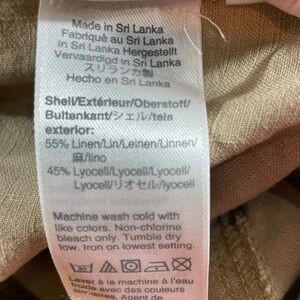 Made in Sri Lanka
Fabriqué au Sri Lanka
in Sri Lanka Hergestellt
Vervaardigd in Sri Lanka
スリランカ製
Hecho en Sri Lanka
Shell/Extérieur/Oberstoff/
Buitenkant/シェル/tela
exterior:
55% Linen/Lin/Leinen/Linnen/
麻/lino
45% Lyocell/Lyocell/Lyocell/
Lyocell/リオセル/lyocell
Machine wash cold with
like colors. Non-chlorine
bleach only. Tumble dry
low. Iron on lowest setting.
Laver à la machine à l'eau
froide avec des couleurs
similaires. Agent de